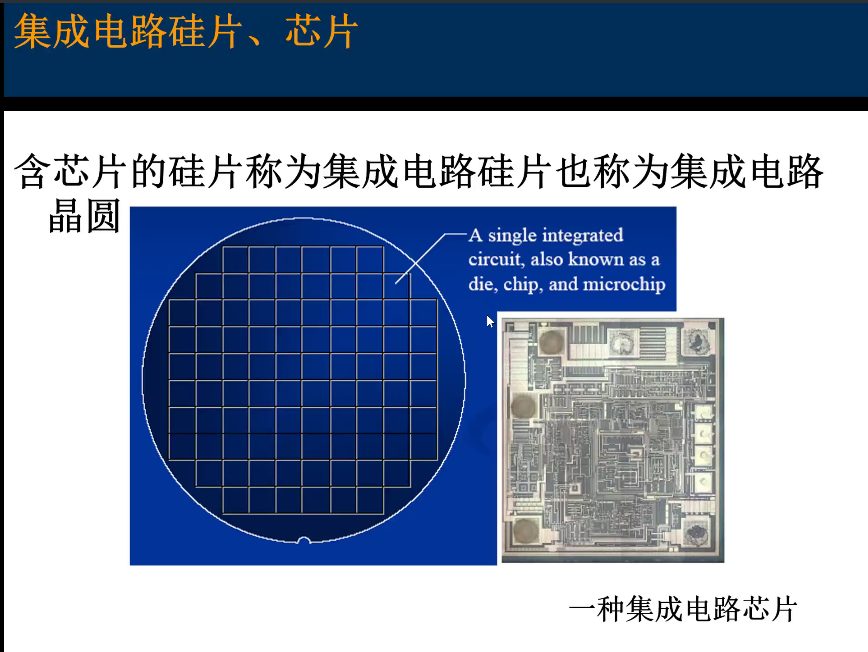 集成电路硅片、芯片
含芯片的硅片称为集成电路硅片也称为集成电路
晶圆
A single integrated
circuit, also known as a
die, chip, and microchip
一种集成电路芯片